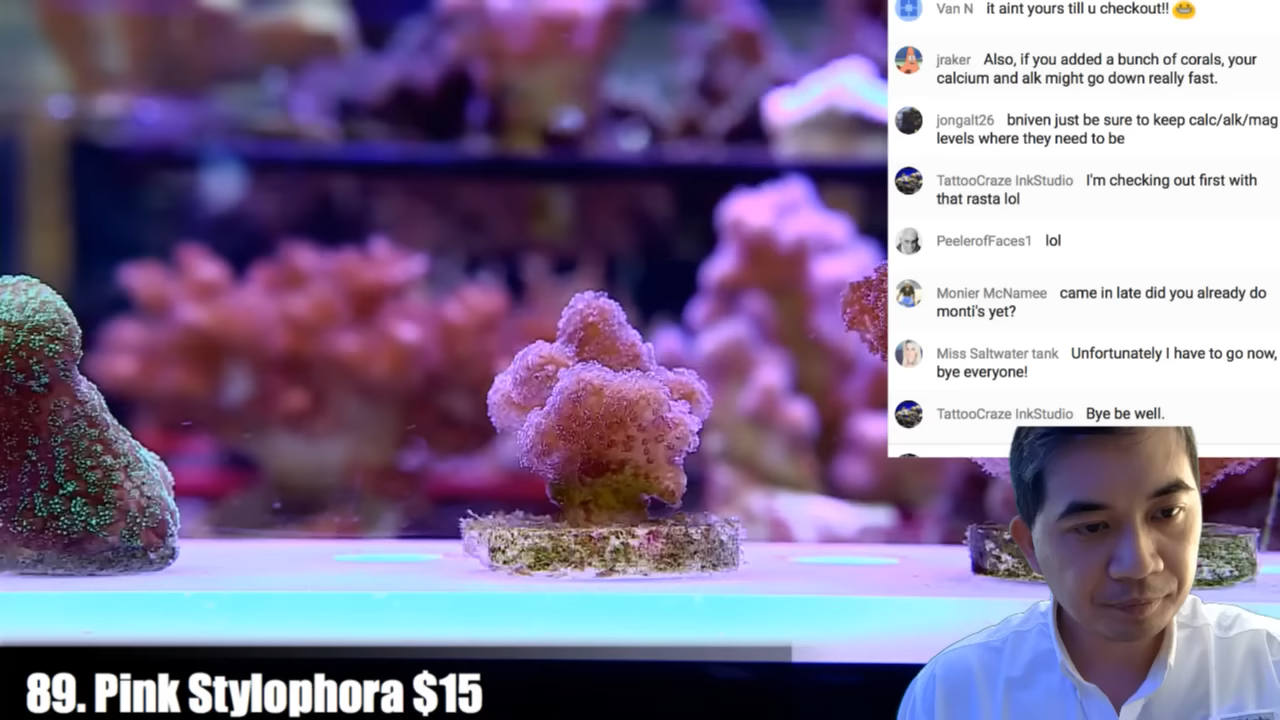 Van N it aint yours till u checkout!!
jraker Also, if you added a bunch of corals, your
calcium and alk might go down really fast.
jongalt26 bniven just be sure to keep calc/alk/mag
levels where they need to be
TattooCraze InkStudio I'm checking out first with
that rasta lol
PeelerofFaces1 lol
Monier McNamee came in late did you already do
monti's yet?
Miss Saltwater tank Unfortunately I have to go now,
bye everyone!
TattooCraze InkStudio Bye be well.
89. Pink Stylophora $15